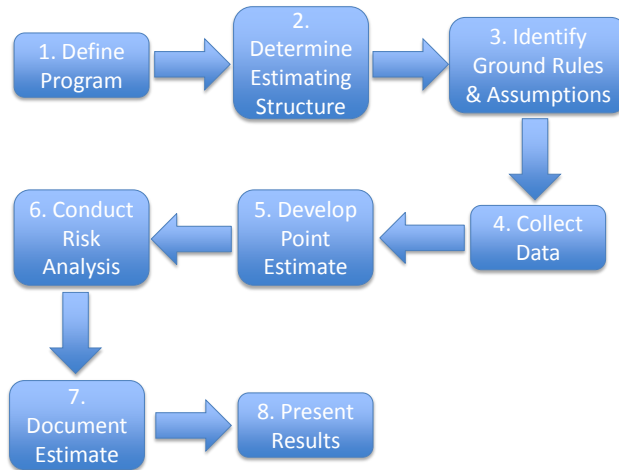 1. Define
Program
2.
Determine
Estimating
Structure
3. Identify
Ground Rules
& Assumptions
4. Collect
Data
5. Develop
Point
Estimate
6. Conduct
Risk
Analysis
7.
Document
Estimate
8. Present
Results